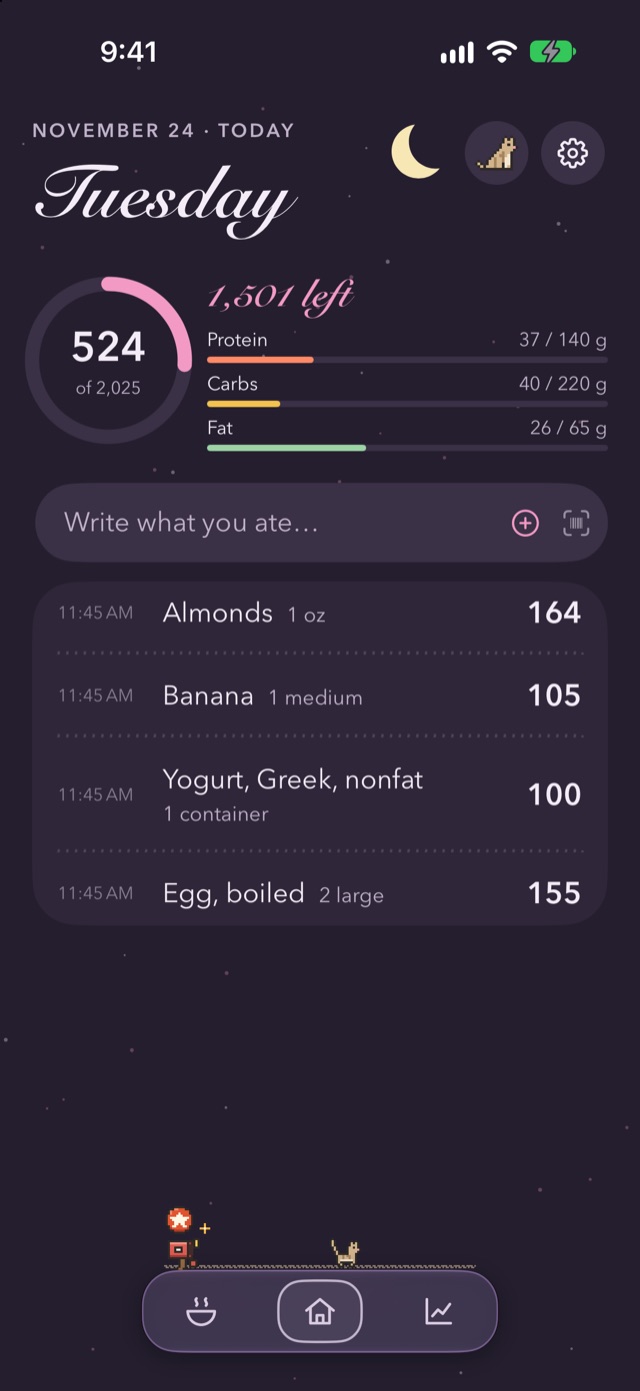 9:41
NOVEMBER 24 · TODAY
Tuesday
1,501 left
524
of 2,025
Protein 37 / 140 g
Carbs 40 / 220 g
Fat 26 / 65 g
Write what you ate...
11:45 AM Almonds 1 oz 164
11:45 AM Banana 1 medium 105
11:45 AM Yogurt, Greek, nonfat 100
1 container
11:45 AM Egg, boiled 2 large 155